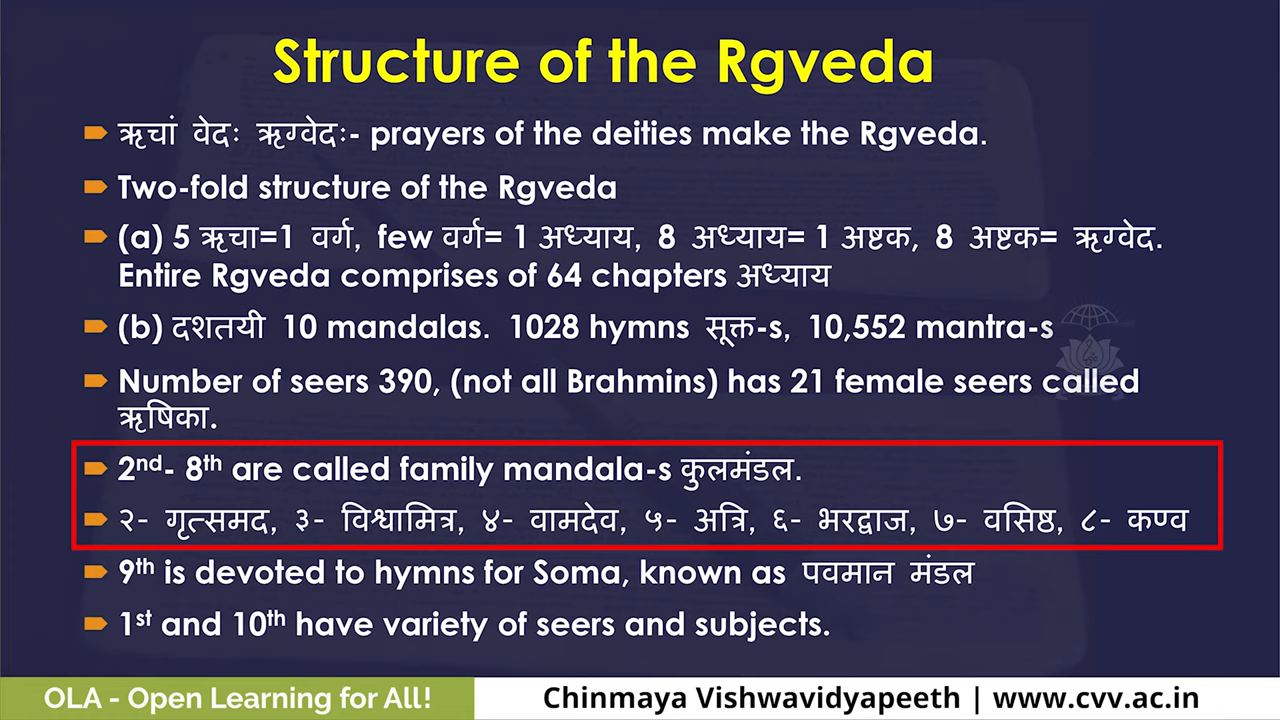 Structure of the Rgveda
ऋचां वेदः ऋग्वेदः- prayers of the deities make the Rgveda.
Two-fold structure of the Rgveda
(a) 5 ऋचा=1 वर्ग, few वर्ग= 1 अध्याय, 8 अध्याय= 1 अष्टक, 8 अष्टक= ऋग्वेद.
Entire Rgveda comprises of 64 chapters अध्याय
(b) दशतयी 10 mandalas. 1028 hymns सूक्त-s, 10,552 mantra-s
Number of seers 390, (not all Brahmins) has 21 female seers called
ऋषिका.
2nd- 8th are called family mandala-s कुलमंडल.
२- गृत्समद, ३- विश्वामित्र, ४- वामदेव, ५- अत्रि, ६- भरद्वाज, ७- वसिष्ठ, ८- कण्व
9th is devoted to hymns for Soma, known as पवमान मंडल
1st and 10th have variety of seers and subjects.
OLA - Open Learning for All!
Chinmaya Vishwavidyapeeth | www.cvv.ac.in